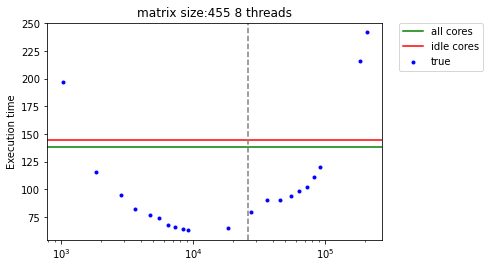 matrix size:455 8 threads
Execution time
250
225
200
175
150
125
100
75
10³
10⁴
10⁵
all cores
idle cores
true